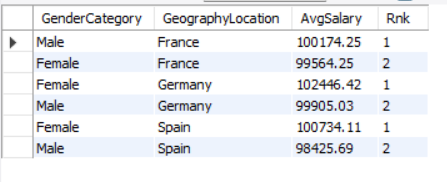 GenderCategory GeographyLocation AvgSalary Rnk
Male France 100174.25 1
Female France 99564.25 2
Female Germany 102446.42 1
Male Germany 99905.03 2
Female Spain 100734.11 1
Male Spain 98425.69 2